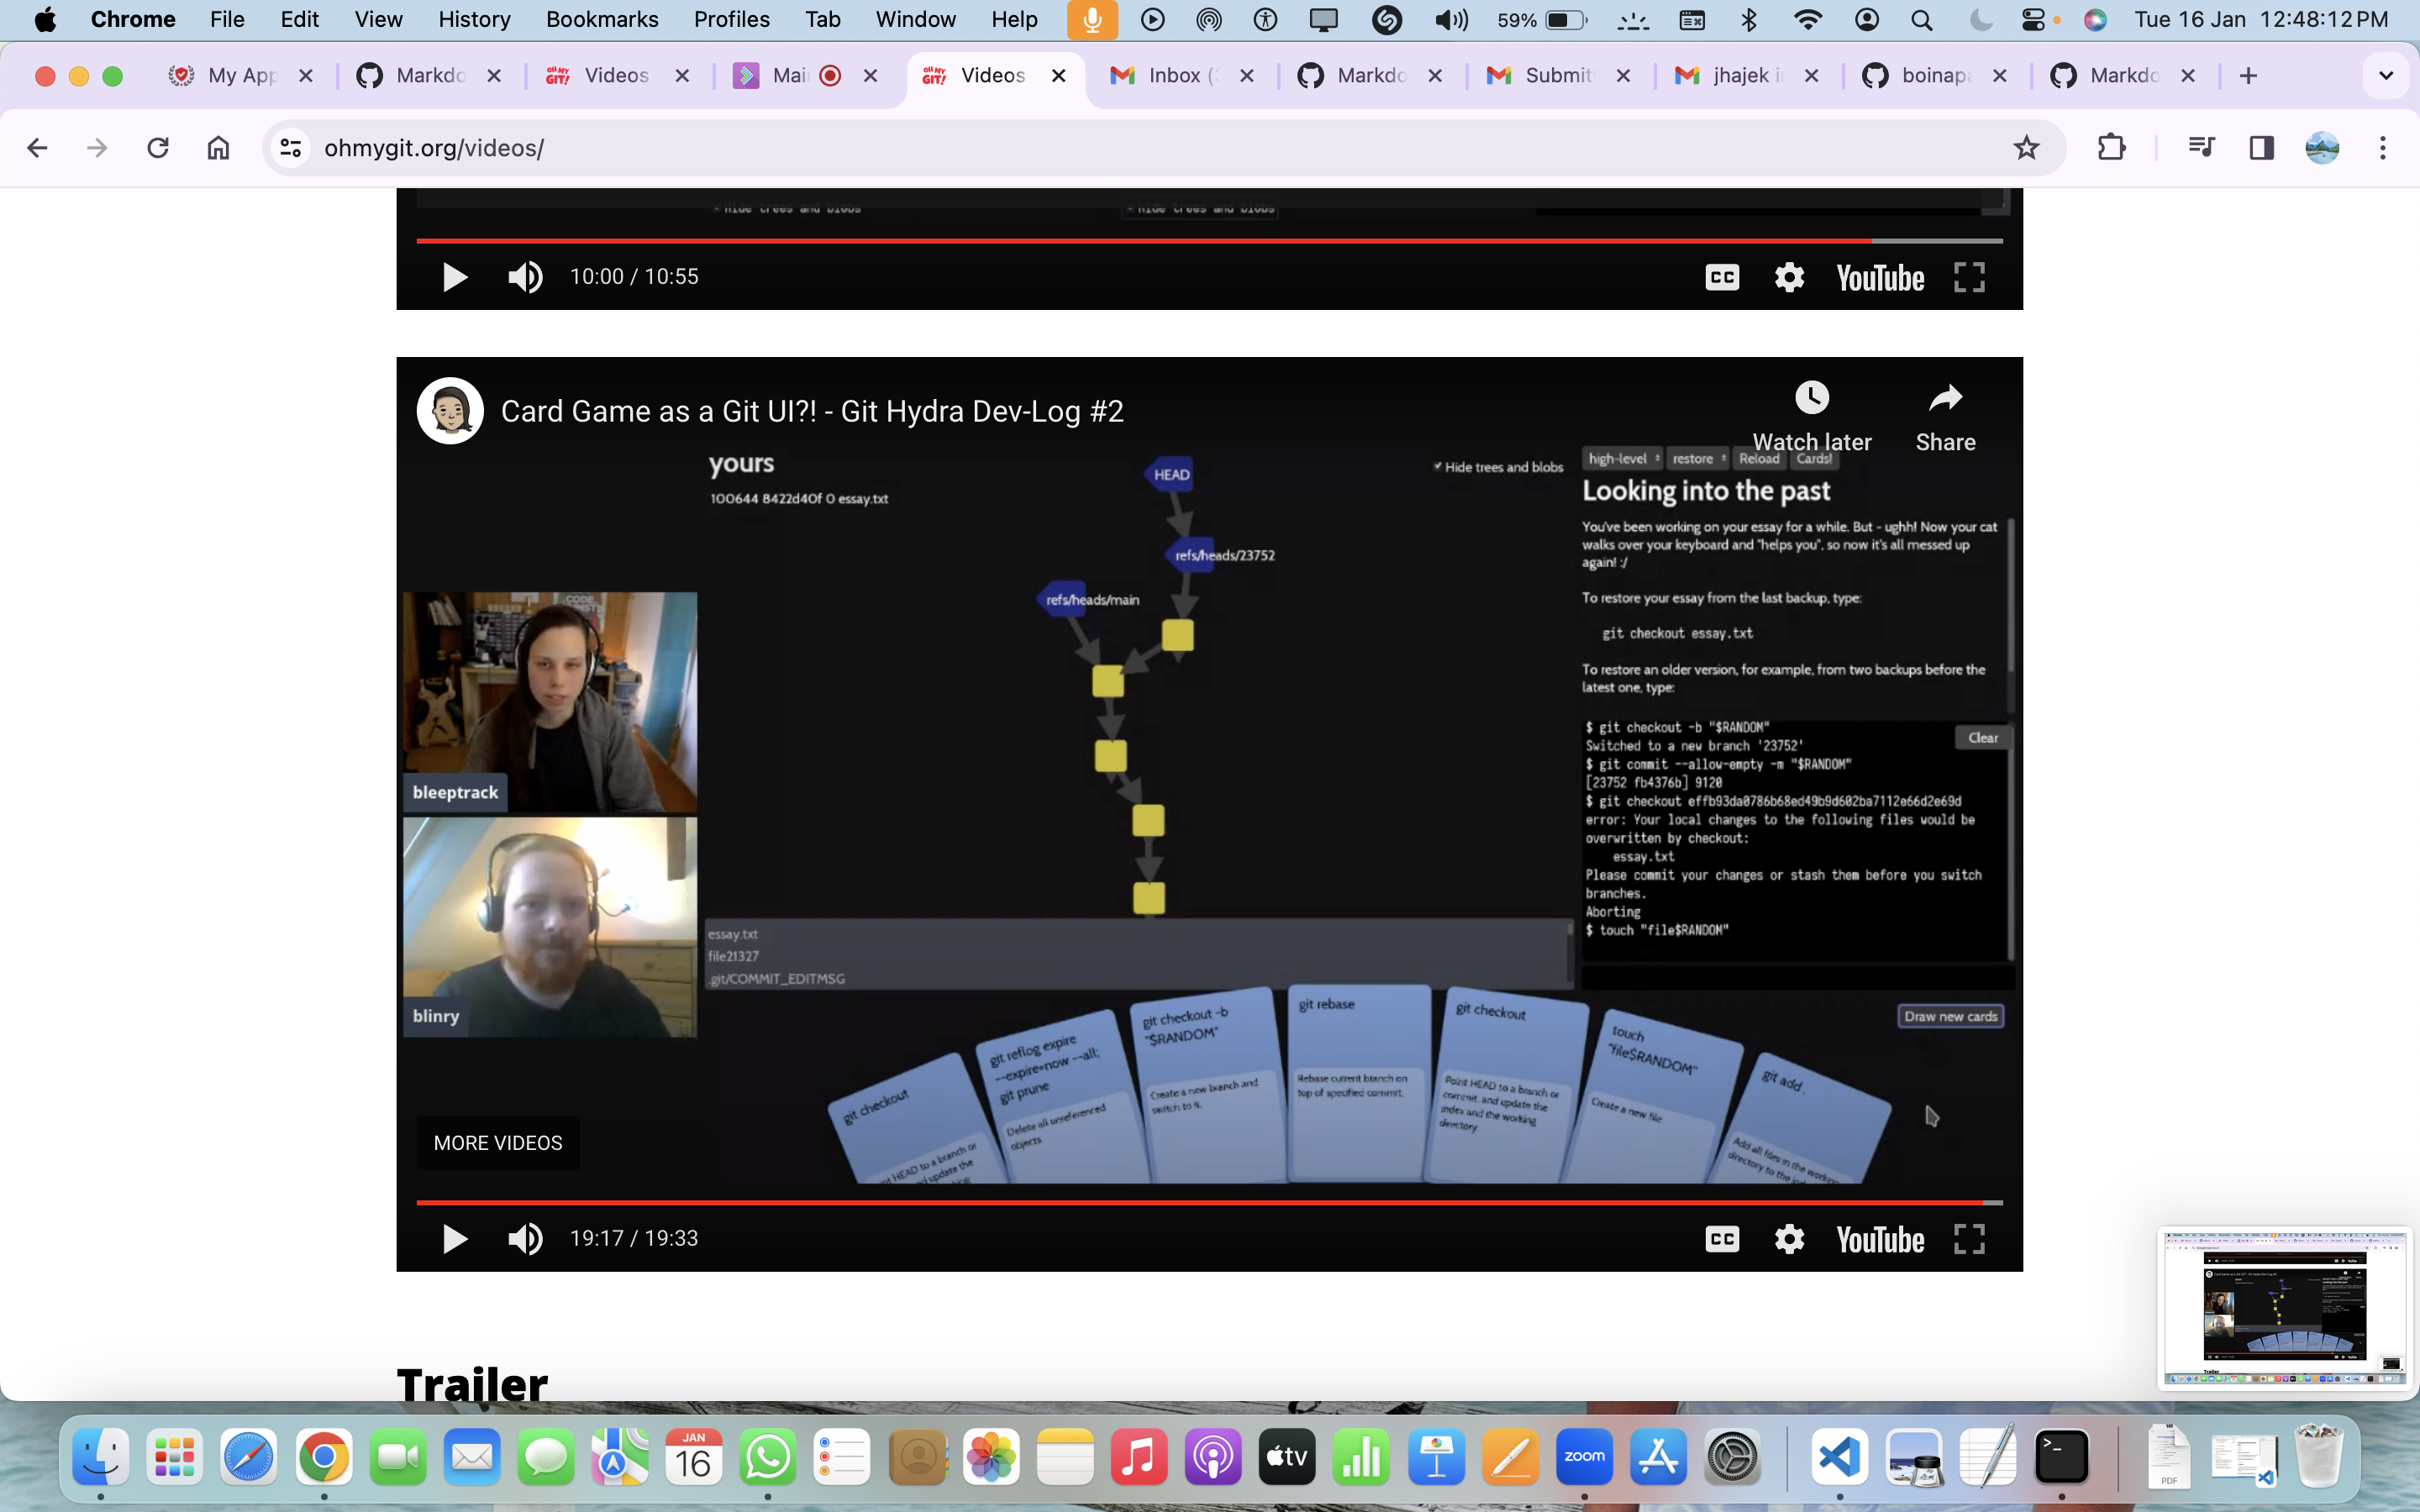 Chrome File Edit View History Bookmarks Profiles Tab Window Help 59% Tue 16 Jan 12:48:12 PM
My App Markdo Videos Mai Videos Inbox ( Markdo Submit jhajek i boinap Markdo
ohmygit.org/videos/
Hide trees and blobs Hide trees and blobs
10:00 / 10:55 CC YouTube
Card Game as a Git UI?! - Git Hydra Dev-Log #2
Watch later Share
yours
100644 8422d40f 0 essay.txt
HEAD
refs/heads/23752
refs/heads/main
Hide trees and blobs
high-level restore Reload Cards!
Looking into the past
You've been working on your essay for a while. But - ughh! Now your cat
walks over your keyboard and "helps you", so now it's all messed up
again! :/
To restore your essay from the last backup, type:
git checkout essay.txt
To restore an older version, for example, from two backups before the
latest one, type:
$ git checkout -b "$RANDOM"
Clear
Switched to a new branch '23752'
$ git commit --allow-empty -m "$RANDOM"
[23752 fb4376b] 9120
$ git checkout effb93da0786b68ed49b9d602ba7112e66d2e69d
error: Your local changes to the following files would be
overwritten by checkout:
essay.txt
Please commit your changes or stash them before you switch
branches.
Aborting
$ touch "file$RANDOM"
bleeptrack
blinry
essay.txt
file21327
.git/COMMIT_EDITMSG
Draw new cards
git checkout
nt HEAD to a branch or
d update the
git reflog expire
--expire=now --all;
git prune
Delete all unreferenced
objects
git checkout -b
"$RANDOM"
Create a new branch and
switch to it.
git rebase
Rebase current branch on
top of specified commit.
git checkout
Point HEAD to a branch or
commit, and update the
index and the working
directory.
touch
"file$RANDOM"
Create a new file.
git add .
Add all files in the working
directory to the
MORE VIDEOS
19:17 / 19:33 CC YouTube
Trailer
JAN
16
tv
zoom
PDF